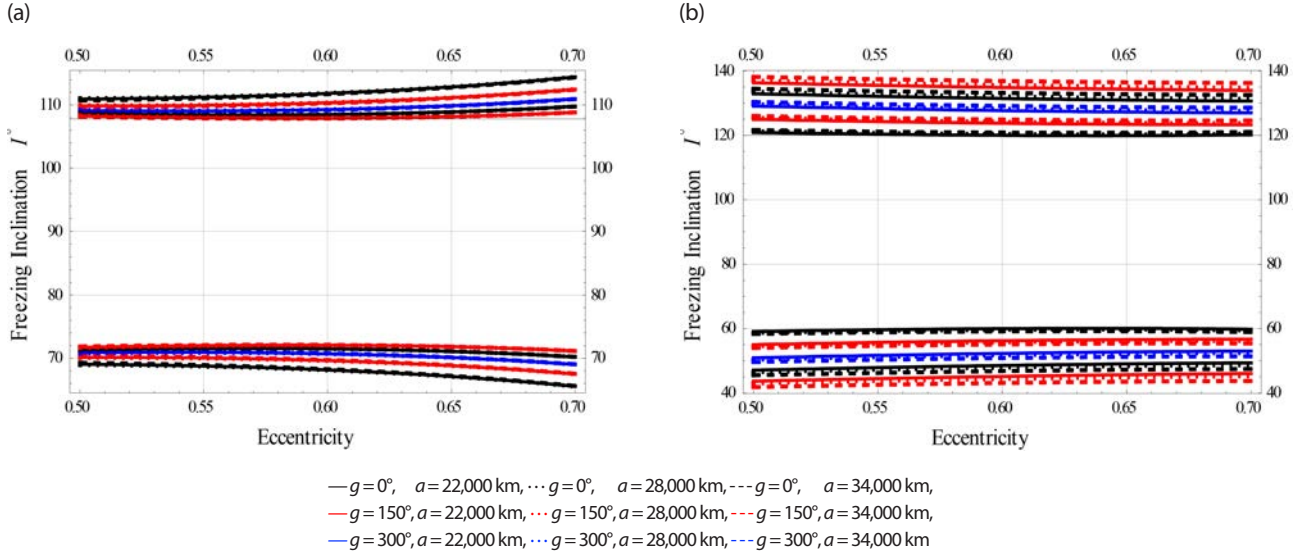 (a)
(b)
0.50 0.55 0.60 0.65 0.70
110 110
100 100
90 90
80 80
70 70
0.50 0.55 0.60 0.65 0.70
Freezing Inclination I°
Eccentricity
0.50 0.55 0.60 0.65 0.70
140 140
120 120
100 100
80 80
60 60
40 40
0.50 0.55 0.60 0.65 0.70
Freezing Inclination I°
Eccentricity
g = 0°, a = 22,000 km, g = 0°, a = 28,000 km, g = 0°, a = 34,000 km,
g = 150°, a = 22,000 km, g = 150°, a = 28,000 km, g = 150°, a = 34,000 km,
g = 300°, a = 22,000 km, g = 300°, a = 28,000 km, g = 300°, a = 34,000 km